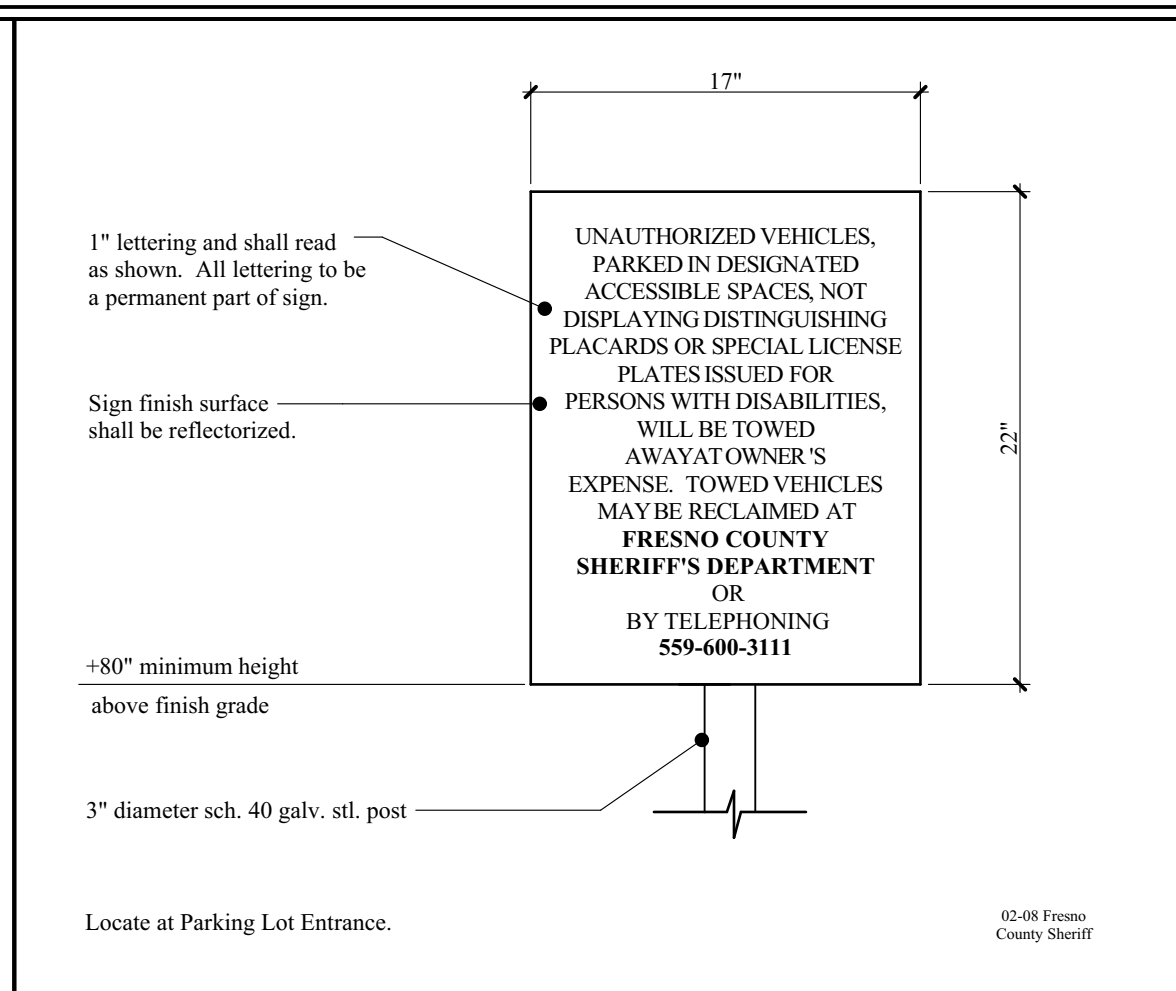 17"
1" lettering and shall read
as shown. All lettering to be
a permanent part of sign.
Sign finish surface
shall be reflectorized.
UNAUTHORIZED VEHICLES,
PARKED IN DESIGNATED
ACCESSIBLE SPACES, NOT
DISPLAYING DISTINGUISHING
PLACARDS OR SPECIAL LICENSE
PLATES ISSUED FOR
PERSONS WITH DISABILITIES,
WILL BE TOWED
AWAY AT OWNER'S
EXPENSE. TOWED VEHICLES
MAY BE RECLAIMED AT
FRESNO COUNTY
SHERIFF'S DEPARTMENT
OR
BY TELEPHONING
559-600-3111
22"
+80" minimum height
above finish grade
3" diameter sch. 40 galv. stl. post
Locate at Parking Lot Entrance.
02-08 Fresno
County Sheriff